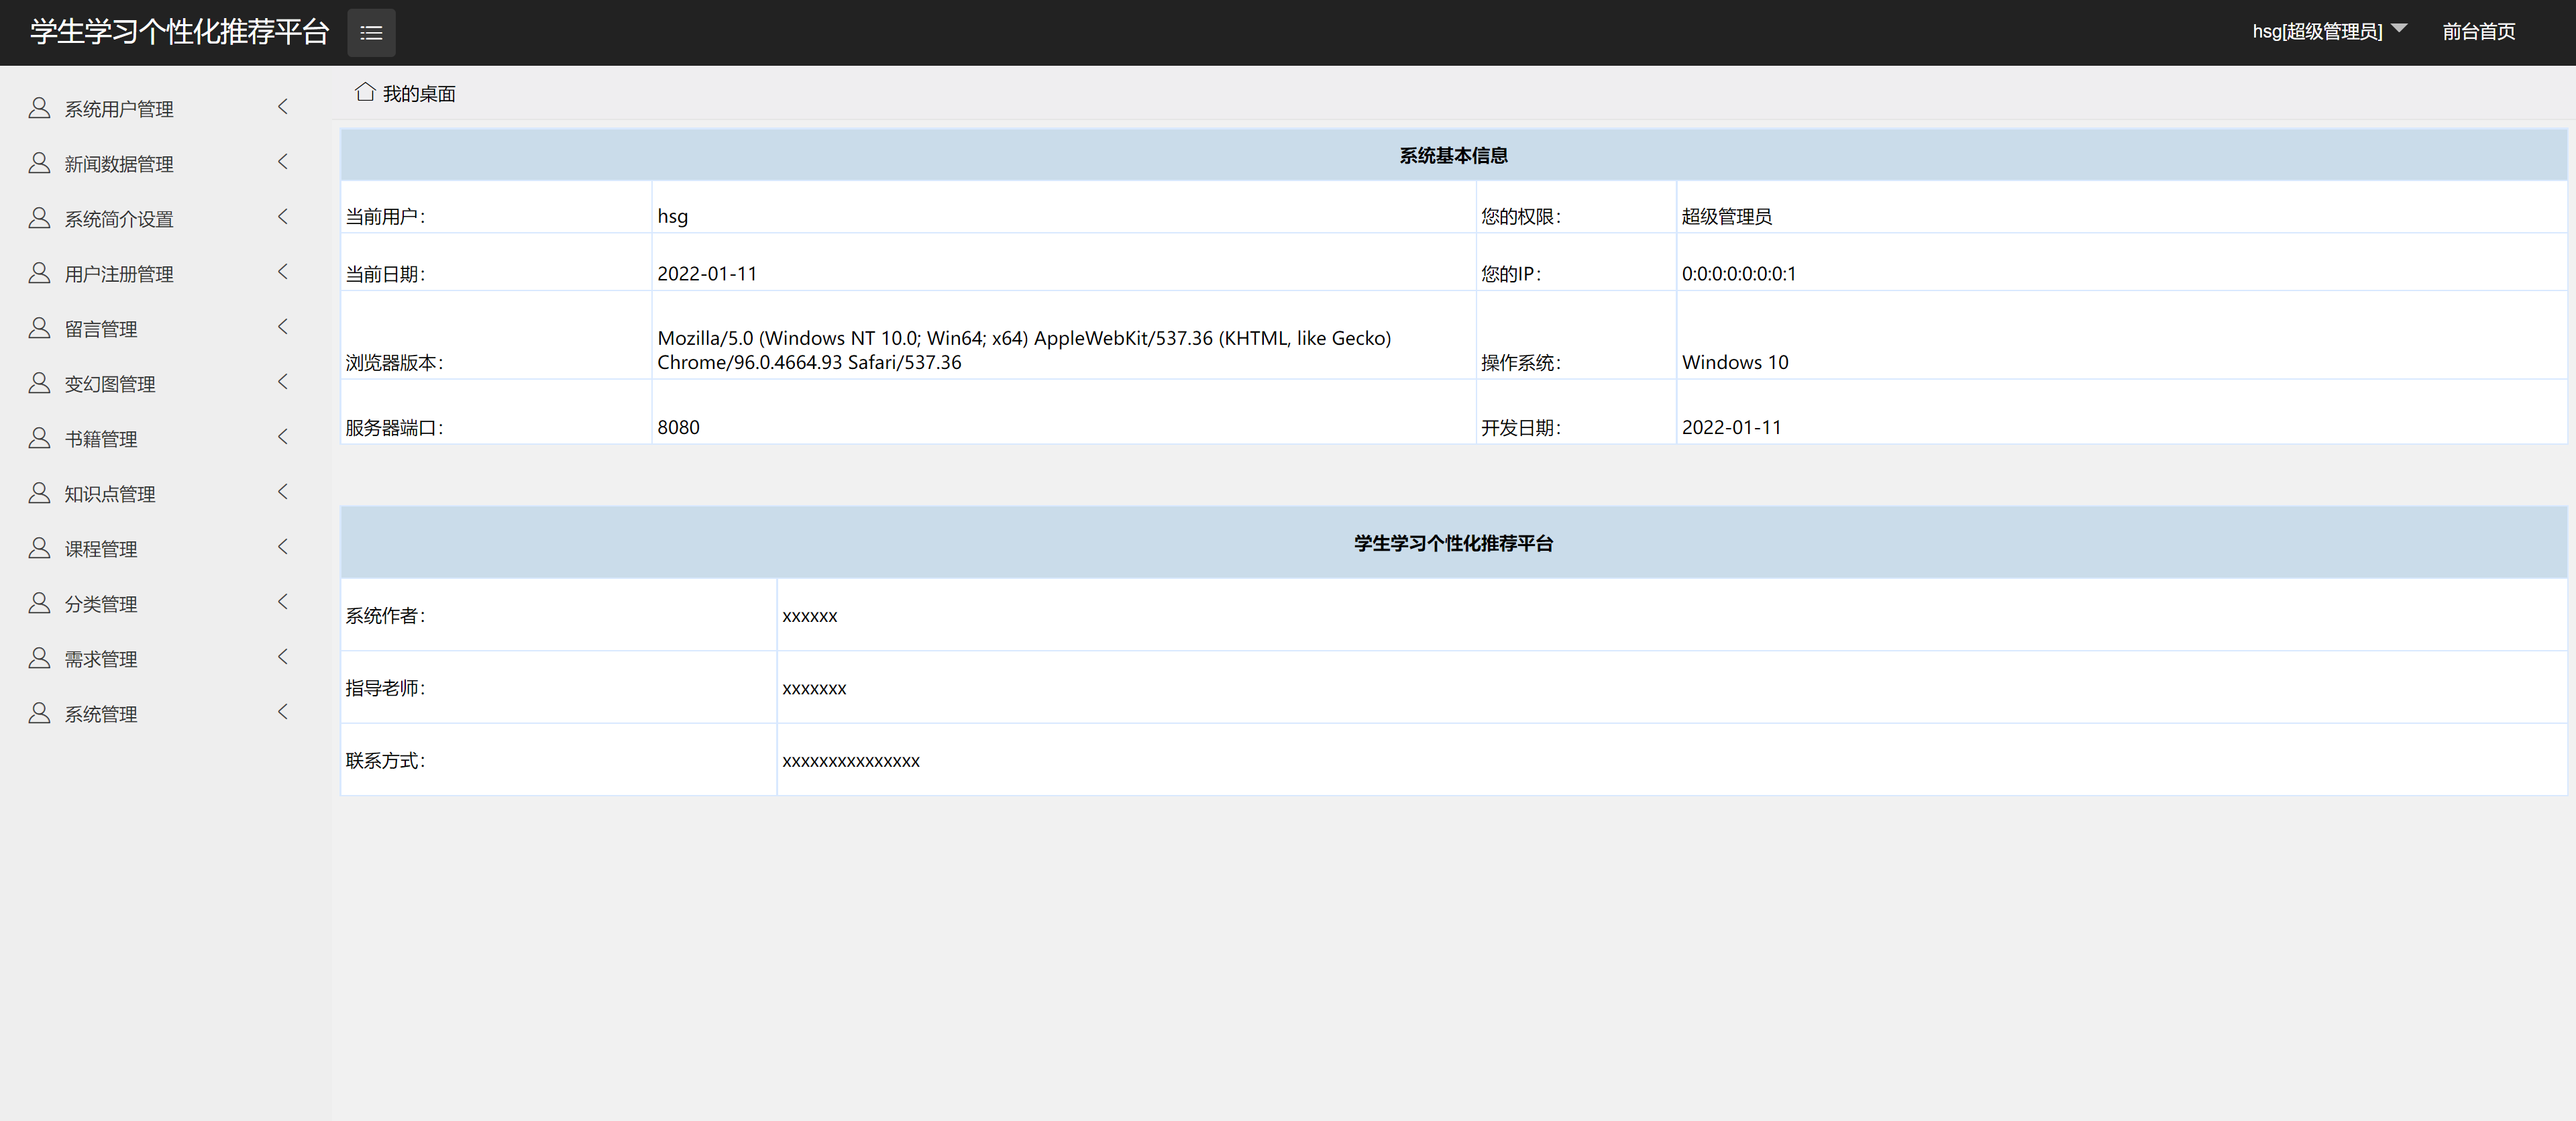 学生学习个性化推荐平台
hsg[超级管理员]
前台首页
系统用户管理
新闻数据管理
系统简介设置
用户注册管理
留言管理
变幻图管理
书籍管理
知识点管理
课程管理
分类管理
需求管理
系统管理
我的桌面
系统基本信息
当前用户： hsg 您的权限： 超级管理员
当前日期： 2022-01-11 您的IP： 0:0:0:0:0:0:0:1
浏览器版本： Mozilla/5.0 (Windows NT 10.0; Win64; x64) AppleWebKit/537.36 (KHTML, like Gecko)
Chrome/96.0.4664.93 Safari/537.36 操作系统： Windows 10
服务器端口： 8080 开发日期： 2022-01-11
学生学习个性化推荐平台
系统作者： xxxxxx
指导老师： xxxxxxx
联系方式： xxxxxxxxxxxxxxx